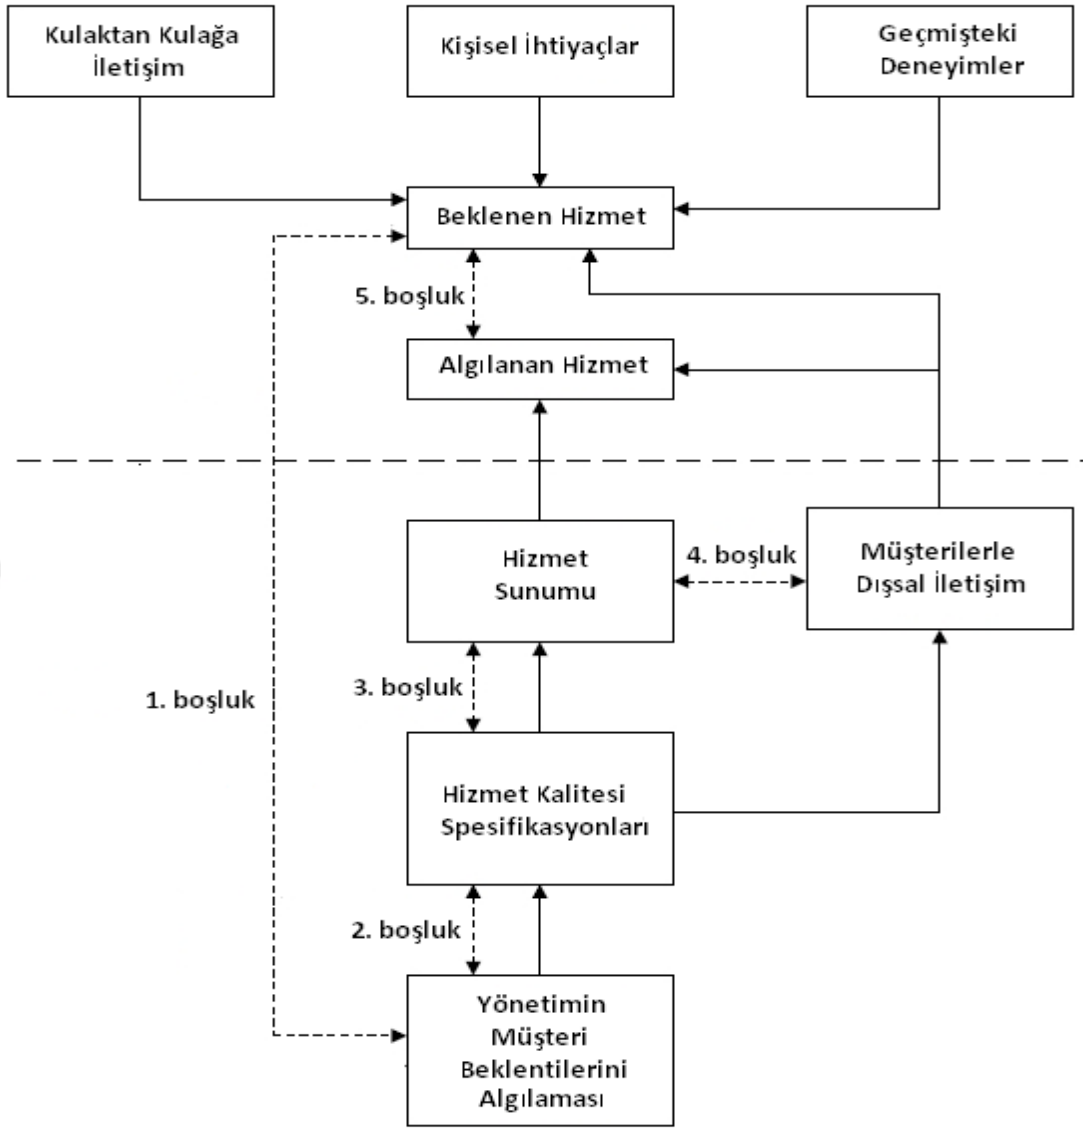 Kulaktan Kulağa
İletişim
Kişisel İhtiyaçlar
Geçmişteki
Deneyimler
Beklenen Hizmet
5. boşluk
Algılanan Hizmet
Hizmet
Sunumu
4. boşluk
Müşterilerle
Dışsal İletişim
3. boşluk
1. boşluk
Hizmet Kalitesi
Spesifikasyonları
2. boşluk
Yönetimin
Müşteri
Beklentilerini
Algılaması